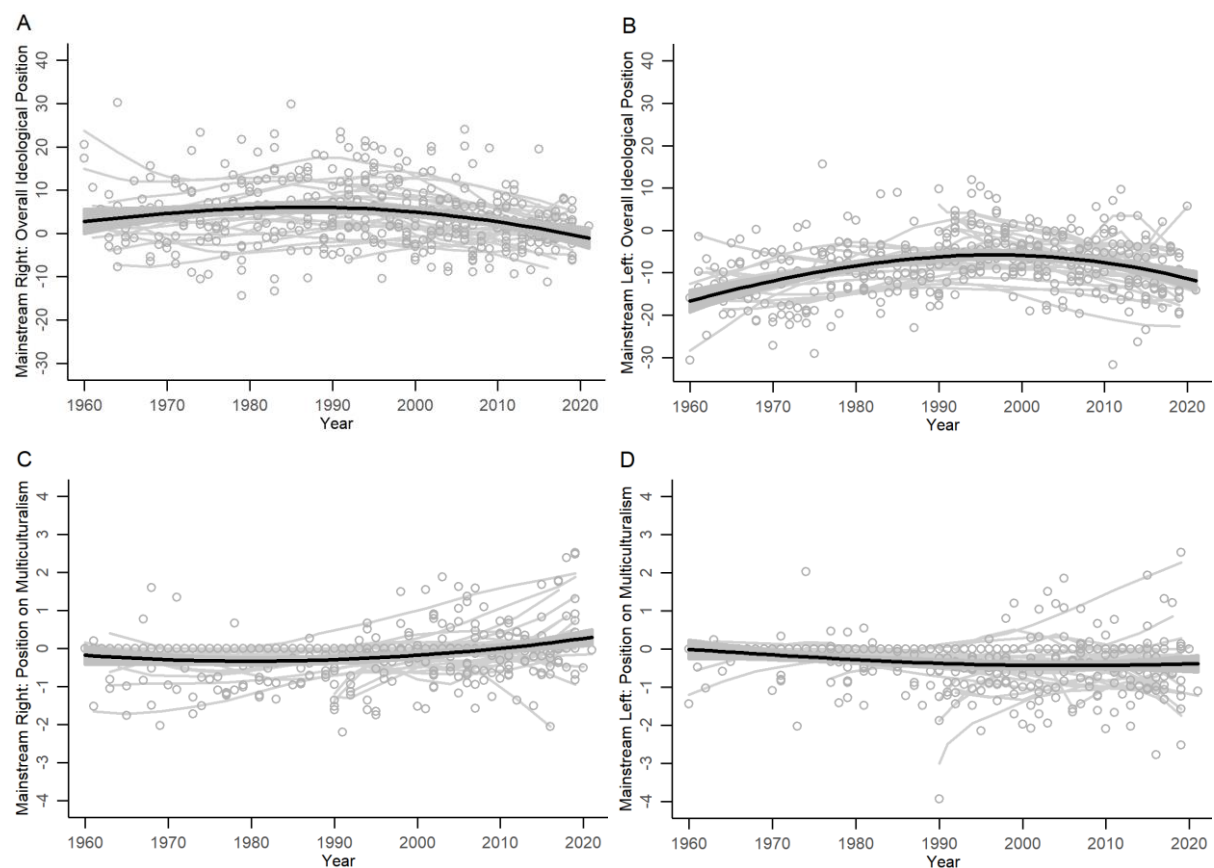 A
Mainstream Right: Overall Ideological Position
40
30
20
10
0
-10
-20
-30
1960 1970 1980 1990 2000 2010 2020
Year
B
Mainstream Left: Overall Ideological Position
40
30
20
10
0
-10
-20
-30
1960 1970 1980 1990 2000 2010 2020
Year
C
Mainstream Right: Position on Multiculturalism
4
3
2
1
0
-1
-2
-3
-4
1960 1970 1980 1990 2000 2010 2020
Year
D
Mainstream Left: Position on Multiculturalism
4
3
2
1
0
-1
-2
-3
-4
1960 1970 1980 1990 2000 2010 2020
Year